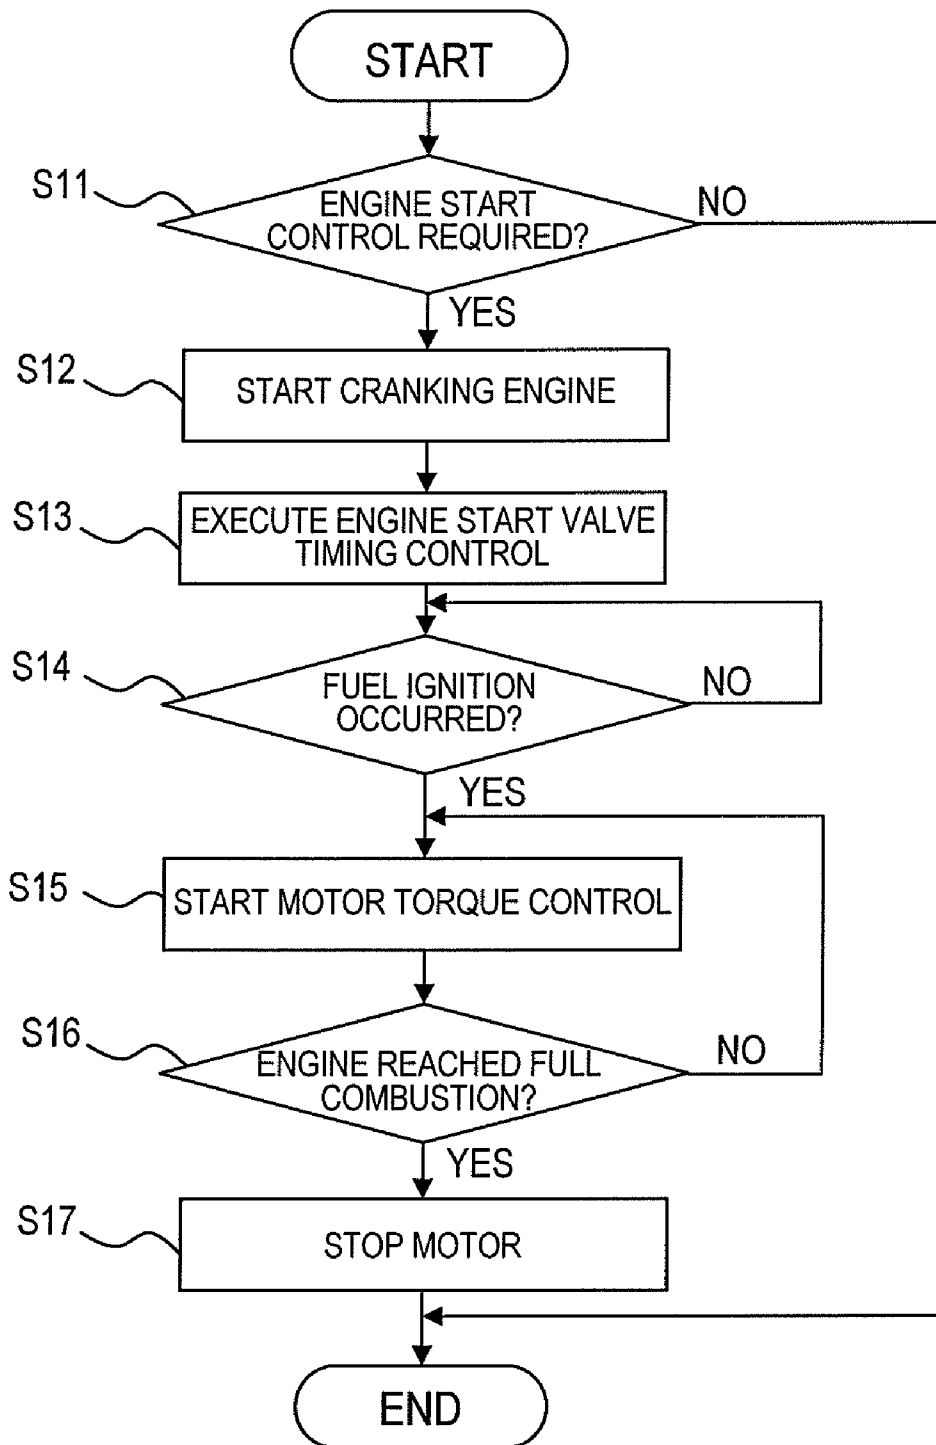 START
S11
ENGINE START
CONTROL REQUIRED?
NO
YES
S12
START CRANKING ENGINE
S13
EXECUTE ENGINE START VALVE
TIMING CONTROL
S14
FUEL IGNITION
OCCURRED?
NO
YES
S15
START MOTOR TORQUE CONTROL
S16
ENGINE REACHED FULL
COMBUSTION?
NO
YES
S17
STOP MOTOR
END